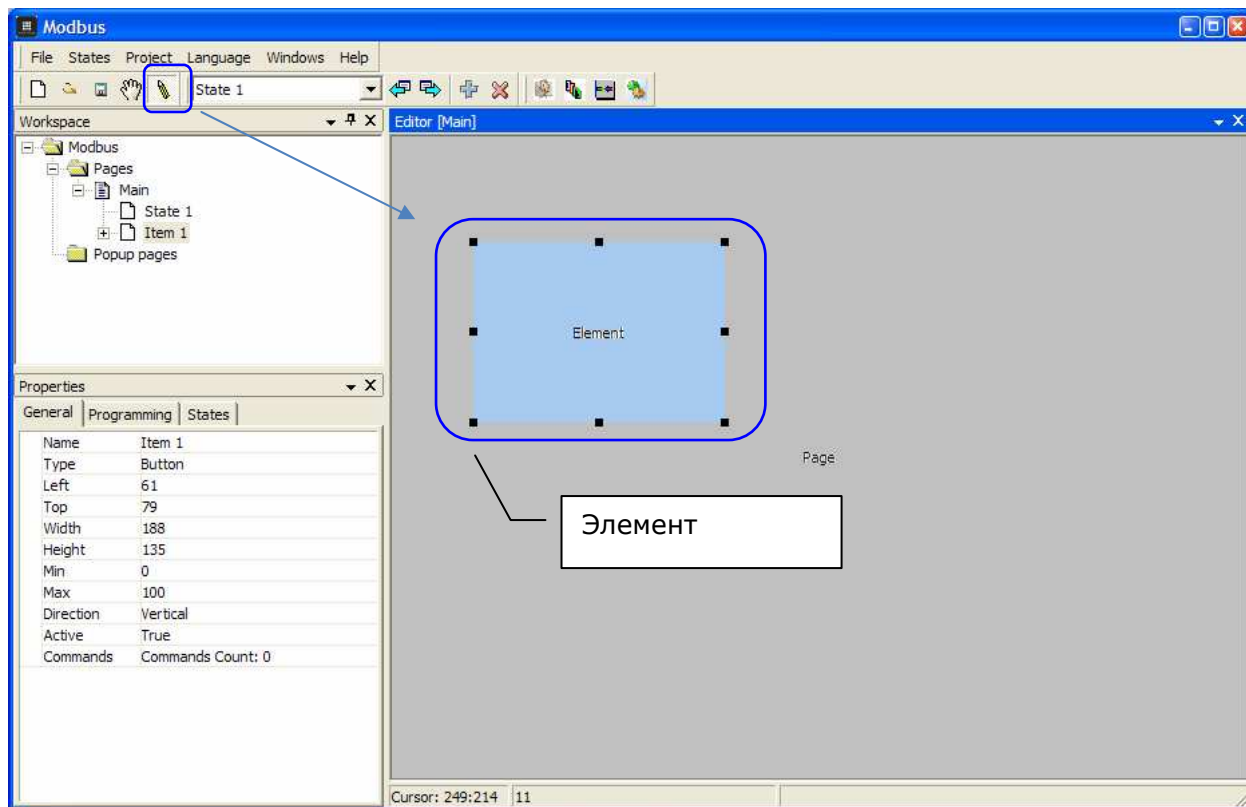 Modbus
File States Project Language Windows Help
State 1
Workspace
Modbus
Pages
Main
State 1
Item 1
Popup pages
Properties
General Programming States
Name Item 1
Type Button
Left 61
Top 79
Width 188
Height 135
Min 0
Max 100
Direction Vertical
Active True
Commands Commands Count: 0
Editor [Main]
Element
Page
Элемент
Cursor: 249:214 11